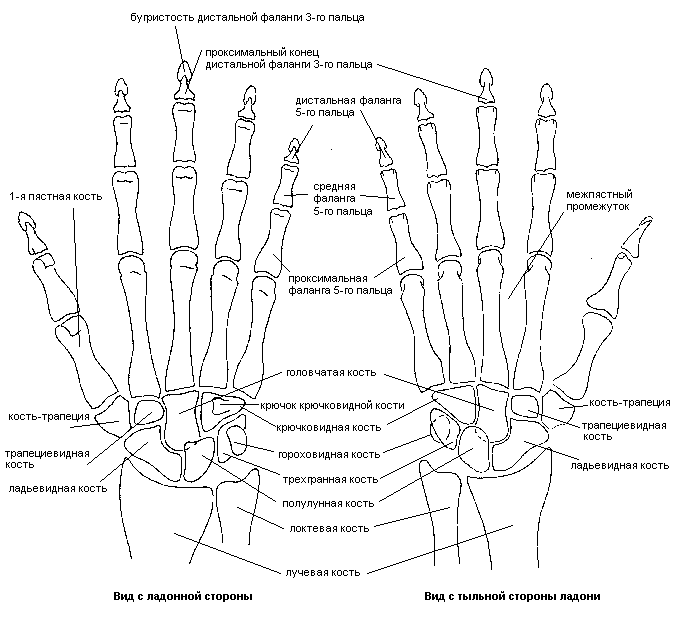 бугристость дистальной фаланги 3-го пальца
проксимальный конец
дистальной фаланги 3-го пальца
дистальная фаланга
5-го пальца
1-я пястная кость
средняя
фаланга
5-го пальца
межпястный
промежуток
проксимальная
фаланга 5-го пальца
головчатая кость
кость-трапеция
крючок крючковидной кости
кость-трапеция
крючковидная кость
трапециевидная
кость
трапециевидная
кость
гороховидная кость
ладьевидная кость
трехгранная кость
ладьевидная кость
полулунная кость
локтевая кость
лучевая кость
Вид с ладонной стороны
Вид с тыльной стороны ладони